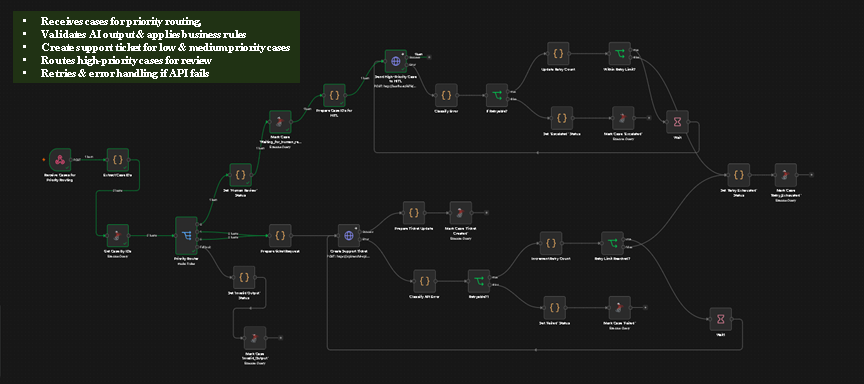 Receives cases for priority routing,
Validates AI output & applies business rules
Create support ticket for low & medium priority cases
Routes high-priority cases for review
Retries & error handling if API fails
Send High-Priority Case
to HITL
Update Retry Count
Within Retry Limit?
Prepare Case IDs for
HITL
Classify Error
If Retryable?
Set 'Escalated' Status
Mark Case 'Escalated'
Wait
Mark Case
Receive Cases for
Priority Routing
Extract Case IDs
Set 'Human Review'
Status
Set 'Retry Exhausted'
Status
Mark Case
'Retry_Exhausted'
Get Case by IDs
Priority Router
Prepare ticket Request
Create Support Ticket
Prepare Ticket Update
Mark Case 'Ticket
Created'
Increment Retry Count
Retry Limit Reached?
Set 'Invalid Output'
Status
Classify API Error
Retryable?
Set 'Failed' Status
Mark Case 'Failed'
Wait
Mark Case
'Invalid_Output'